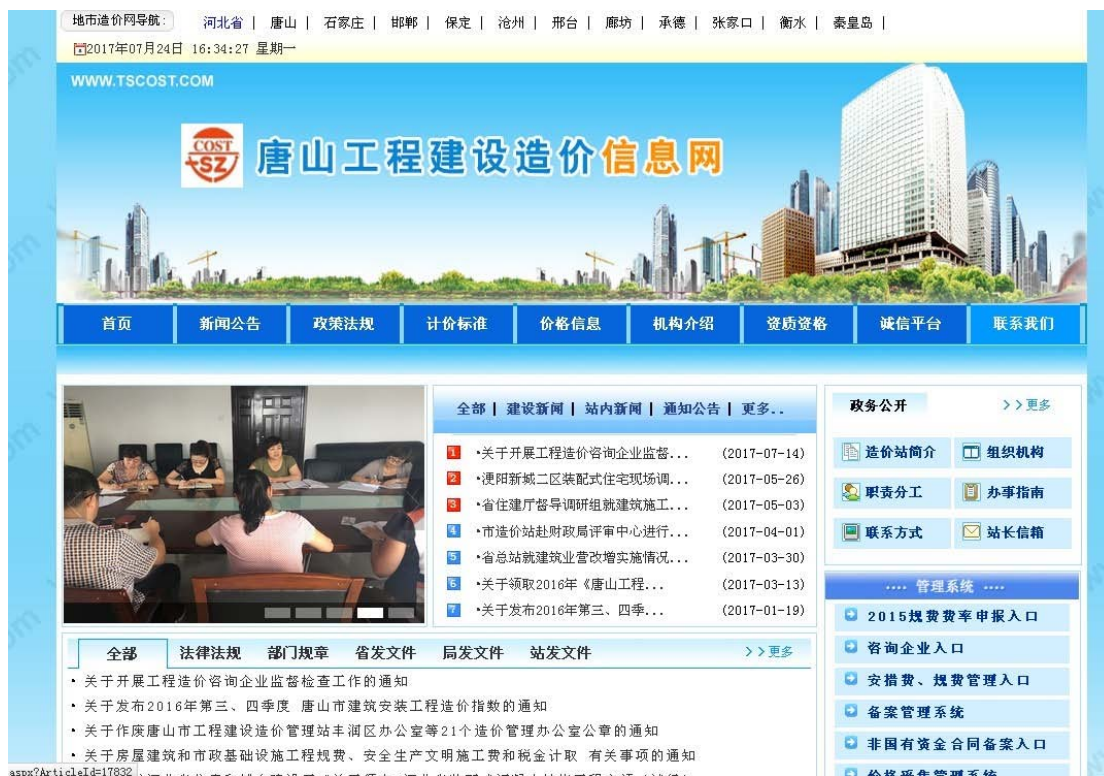 地市造价网导航: 河北省 | 唐山 | 石家庄 | 邯郸 | 保定 | 沧州 | 邢台 | 廊坊 | 承德 | 张家口 | 衡水 | 秦皇岛 |
2017年07月24日 16:34:27 星期一
WWW.TSCOST.COM
COST
SZ
唐山工程建设造价信息网
首页 新闻公告 政策法规 计价标准 价格信息 机构介绍 资质资格 诚信平台 联系我们
全部 | 建设新闻 | 站内新闻 | 通知公告 | 更多..
1 •关于开展工程造价咨询企业监督... (2017-07-14)
2 •浭阳新城二区装配式住宅现场调... (2017-05-26)
3 •省住建厅督导调研组就建筑施工... (2017-05-03)
4 •市造价站赴财政局评审中心进行... (2017-04-01)
5 •省总站就建筑业营改增实施情况... (2017-03-30)
6 •关于领取2016年《唐山工程... (2017-03-13)
7 •关于发布2016年第三、四季... (2017-01-19)
政务公开 >>更多
造价站简介 组织机构
职责分工 办事指南
联系方式 站长信箱
.... 管理系统 ....
2015规费费率申报入口
咨询企业入口
安措费、规费管理入口
备案管理系统
非国有资金合同备案入口
价格采集管理系统
全部 法律法规 部门规章 省发文件 局发文件 站发文件 >>更多
• 关于开展工程造价咨询企业监督检查工作的通知
• 关于发布2016年第三、四季度 唐山市建筑安装工程造价指数的通知
• 关于作废唐山市工程建设造价管理站丰润区办公室等21个造价管理办公室公章的通知
• 关于房屋建筑和市政基础设施工程规费、安全生产文明施工费和税金计取 有关事项的通知
aspx?ArticleId=17832